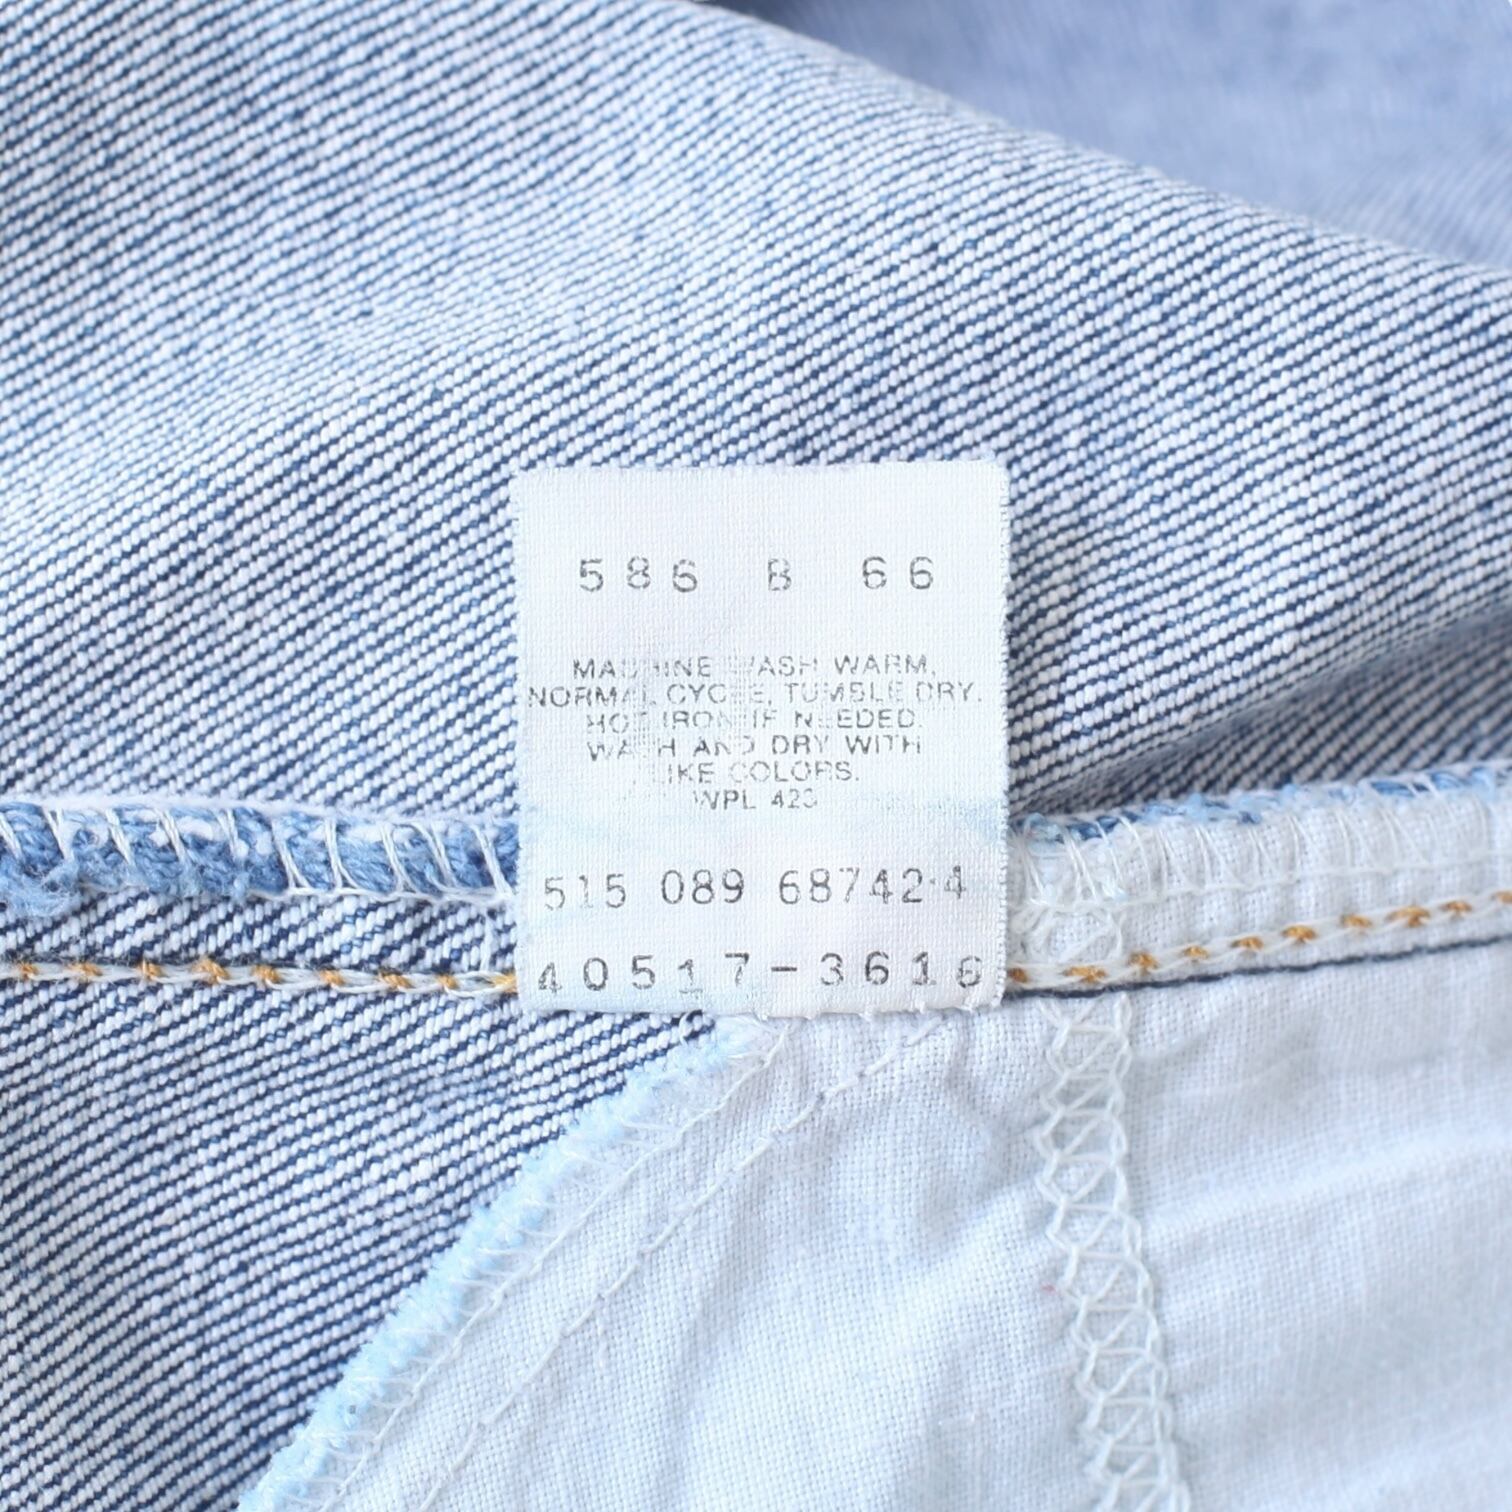 586 B 66
MACHINE WASH WARM,
NORMAL CYCLE, TUMBLE DRY.
HOT IRON IF NEEDED.
WASH AND DRY WITH
LIKE COLORS.
WPL 423
515 089 68742·4
40517-3616